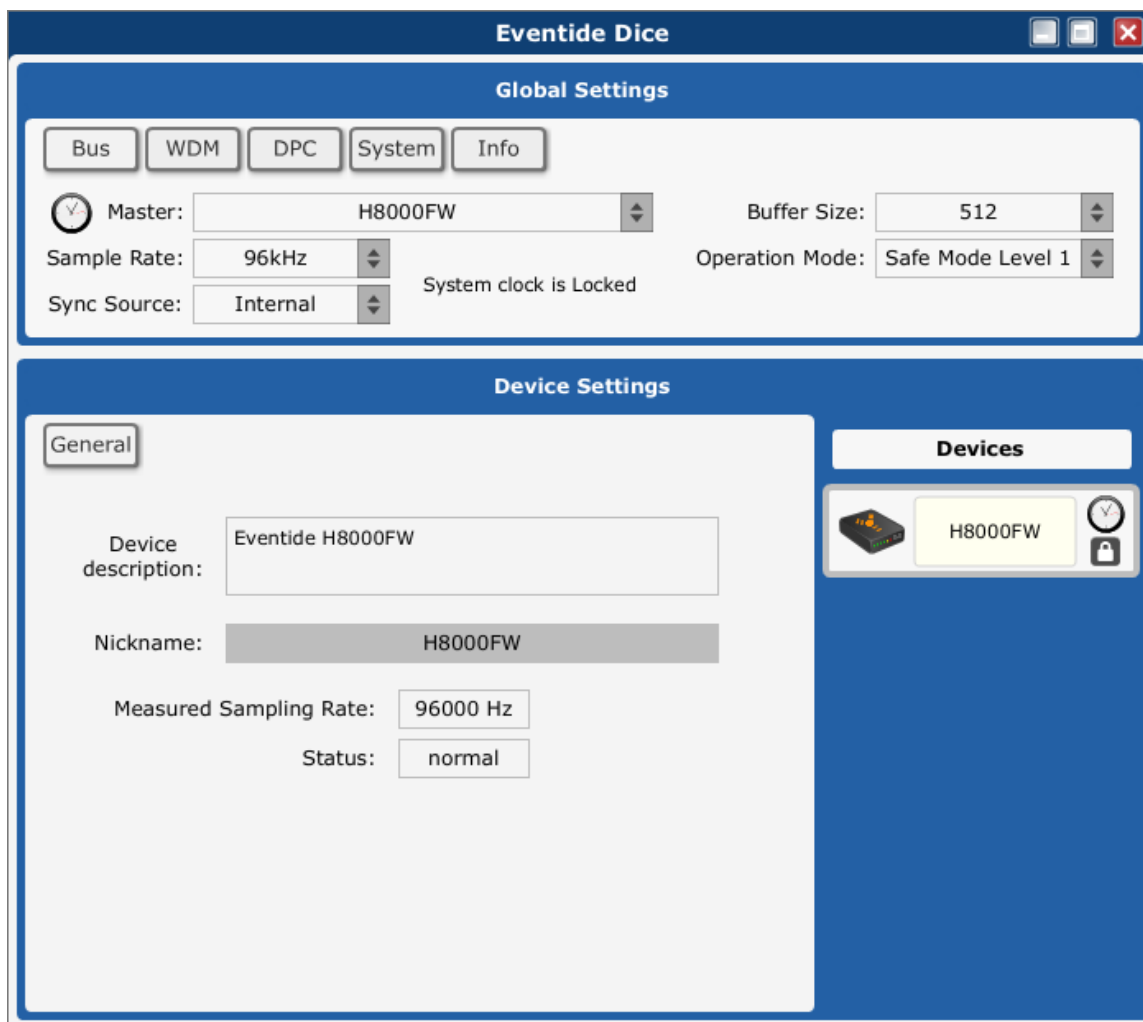 Eventide Dice
Global Settings
Bus WDM DPC System Info
Master: H8000FW Buffer Size: 512
Sample Rate: 96kHz Operation Mode: Safe Mode Level 1
System clock is Locked
Sync Source: Internal
Device Settings
General
Devices
H8000FW
Device description: Eventide H8000FW
Nickname: H8000FW
Measured Sampling Rate: 96000 Hz
Status: normal